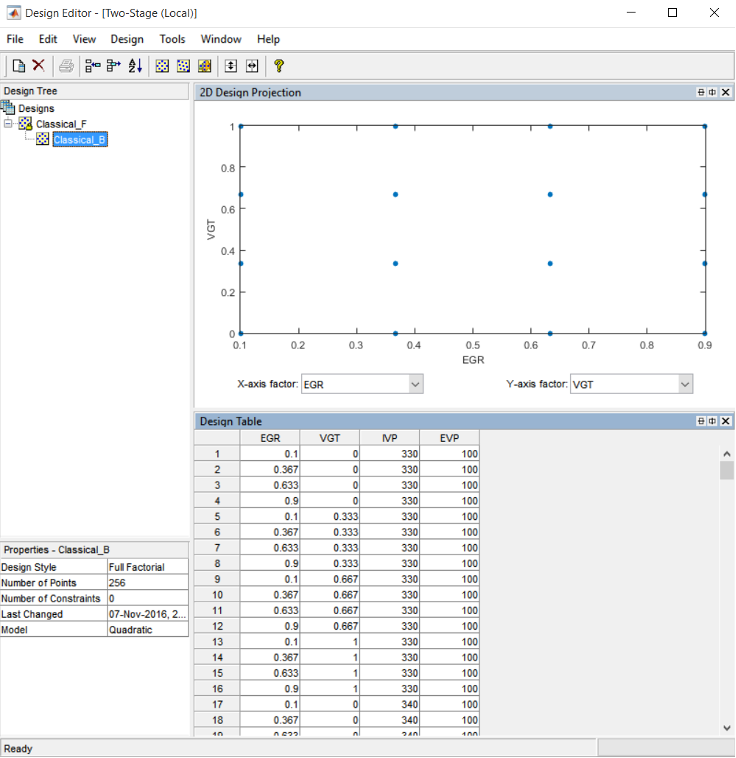 Design Editor - [Two-Stage (Local)]
File Edit View Design Tools Window Help
Design Tree
Designs
Classical_F
Classical_B
Properties - Classical_B
Design Style Full Factorial
Number of Points 256
Number of Constraints 0
Last Changed 07-Nov-2016, 2...
Model Quadratic
2D Design Projection
1
0.8
0.6
0.4
0.2
0
VGT
0.1 0.2 0.3 0.4 0.5 0.6 0.7 0.8 0.9
EGR
X-axis factor: EGR Y-axis factor: VGT
Design Table
EGR VGT IVP EVP
1 0.1 0 330 100
2 0.367 0 330 100
3 0.633 0 330 100
4 0.9 0 330 100
5 0.1 0.333 330 100
6 0.367 0.333 330 100
7 0.633 0.333 330 100
8 0.9 0.333 330 100
9 0.1 0.667 330 100
10 0.367 0.667 330 100
11 0.633 0.667 330 100
12 0.9 0.667 330 100
13 0.1 1 330 100
14 0.367 1 330 100
15 0.633 1 330 100
16 0.9 1 330 100
17 0.1 0 340 100
18 0.367 0 340 100
19 0.633 0 340 100
Ready